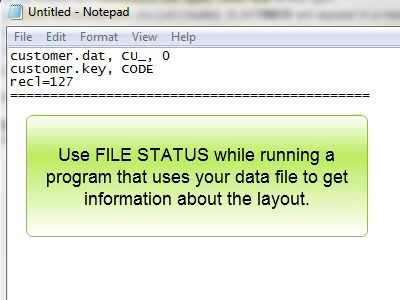 Untitled - Notepad
File Edit Format View Help
customer.dat, CU_, 0
customer.key, CODE
recl=127
=============================================
Use FILE STATUS while running a
program that uses your data file to get
information about the layout.